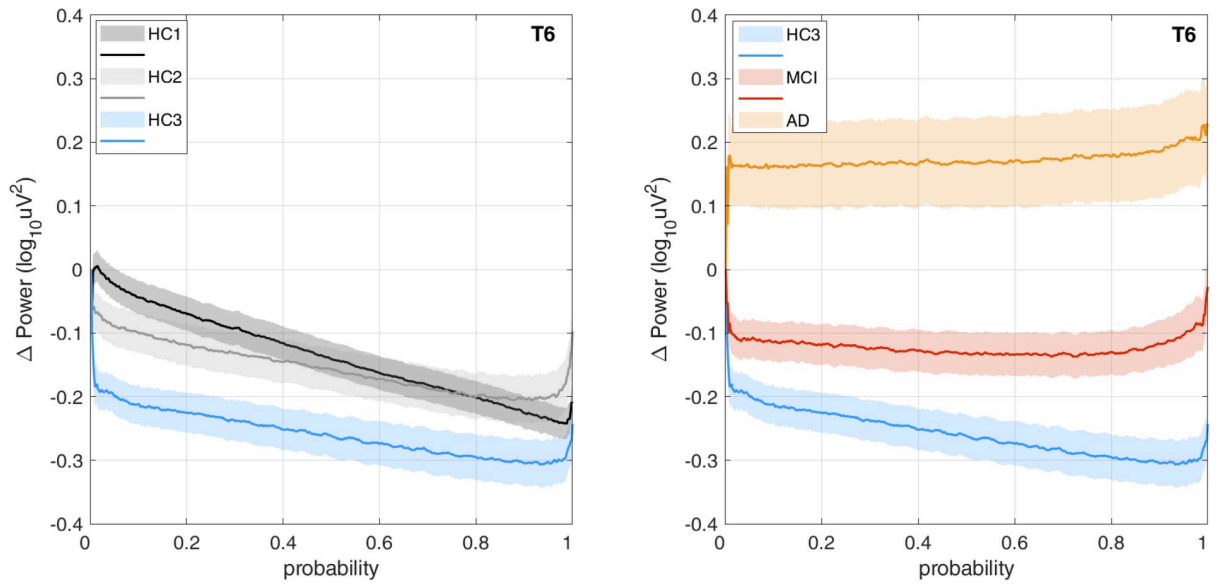 T6
HC1
HC2
HC3
0.4
0.3
0.2
0.1
0
-0.1
-0.2
-0.3
-0.4
Δ Power (log10uV2)
0 0.2 0.4 0.6 0.8 1
probability
T6
HC3
MCI
AD
0.4
0.3
0.2
0.1
0
-0.1
-0.2
-0.3
-0.4
Δ Power (log10uV2)
0 0.2 0.4 0.6 0.8 1
probability